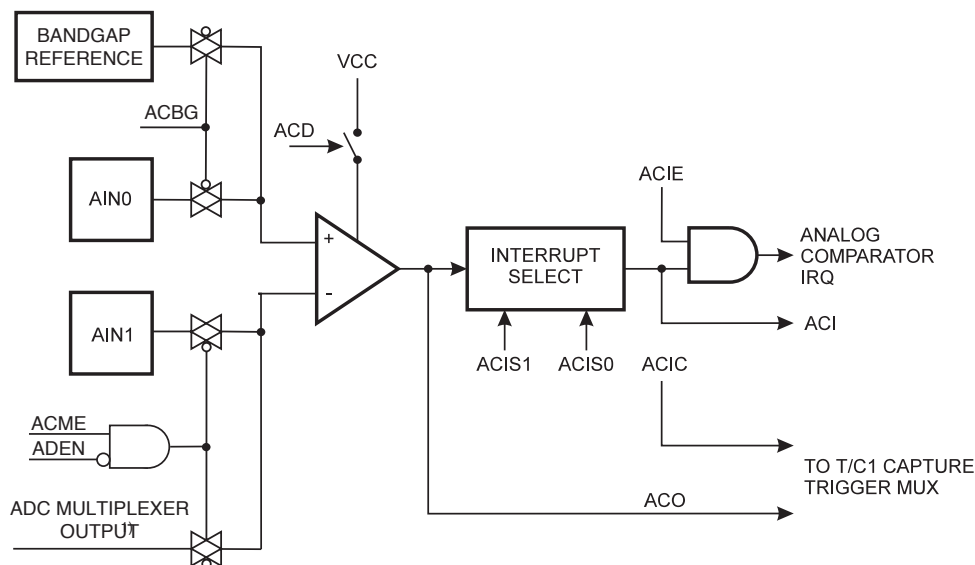 BANDGAP
REFERENCE
VCC
ACBG
ACD
AIN0
ACIE
+
INTERRUPT
SELECT
ANALOG
COMPARATOR
IRQ
-
AIN1
ACI
ACIS1
ACIS0
ACIC
ACME
ADEN
TO T/C1 CAPTURE
TRIGGER MUX
ACO
ADC MULTIPLEXER
OUTPUT
1)